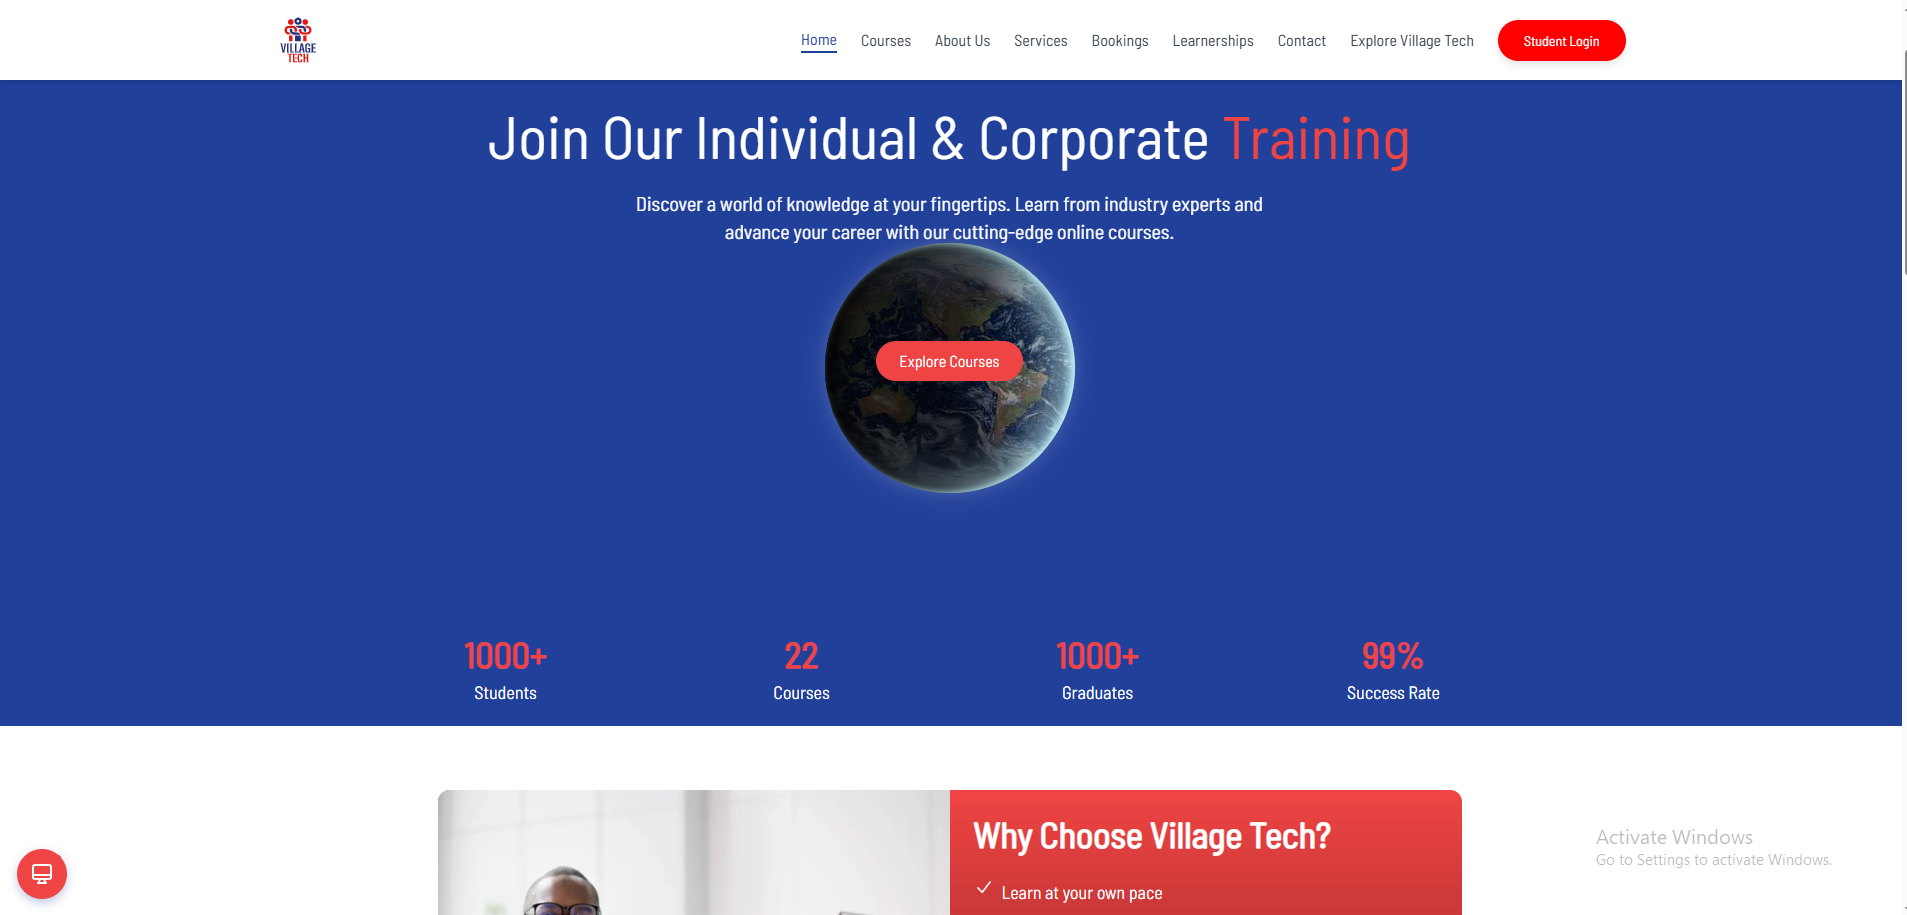 VILLAGE
TECH
Home Courses About Us Services Bookings Learnerships Contact Explore Village Tech Student Login
Join Our Individual & Corporate Training
Discover a world of knowledge at your fingertips. Learn from industry experts and
advance your career with our cutting-edge online courses.
Explore Courses
1000+ 22 1000+ 99%
Students Courses Graduates Success Rate
Why Choose Village Tech?
Learn at your own pace
Activate Windows
Go to Settings to activate Windows.